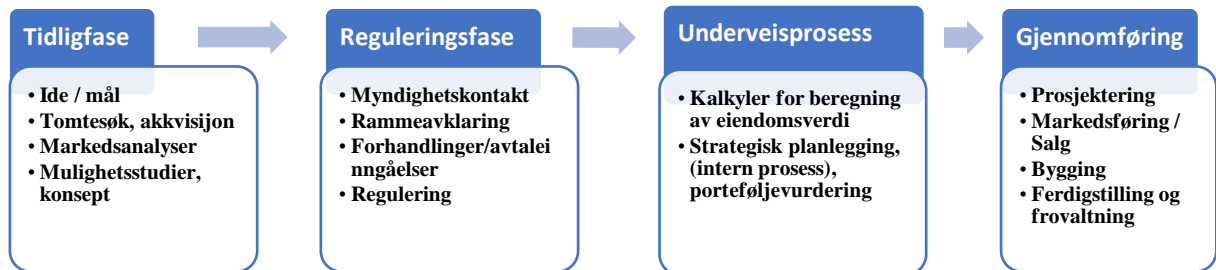 Tidligfase
• Ide / mål
• Tomtesøk, akkvisjon
• Markedsanalyser
• Mulighetsstudier,
konsept
Reguleringsfase
• Myndighetskontakt
• Rammeavklaring
• Forhandlinger/avtalei
nngåelser
• Regulering
Underveisprosess
• Kalkyler for beregning
av eiendomsverdi
• Strategisk planlegging,
(intern prosess),
porteføljevurdering
Gjennomføring
• Prosjektering
• Markedsføring /
Salg
• Bygging
• Ferdigstilling og
frovaltning